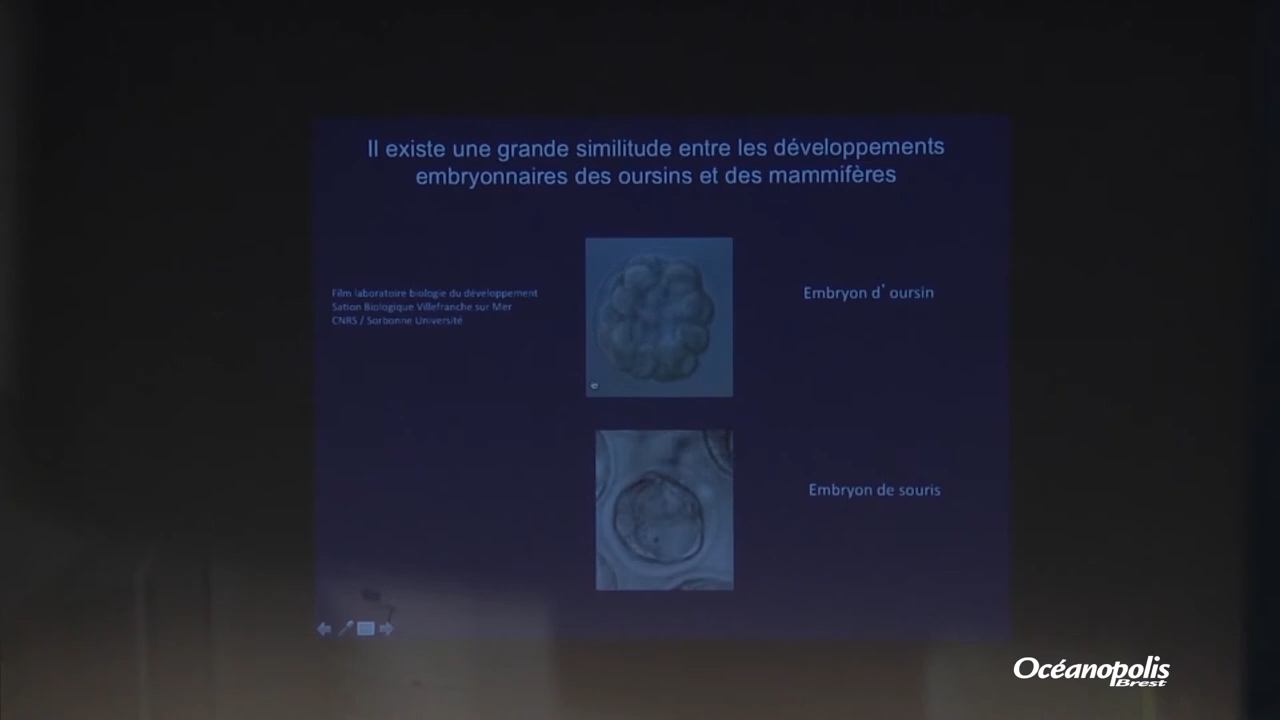 Il existe une grande similitude entre les développements
embryonnaires des oursins et des mammifères
Film laboratoire biologie du développement
Sation Biologique Villefranche sur Mer
CNRS / Sorbonne Université
Embryon d' oursin
Embryon de souris
Océanopolis
Brest